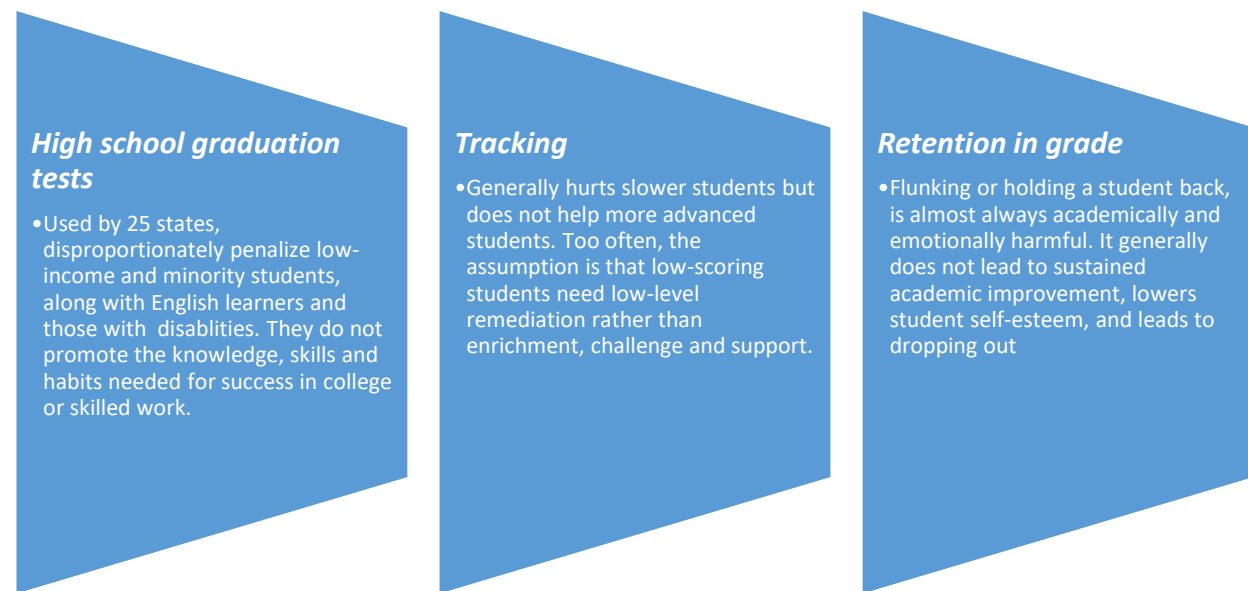 High school graduation
tests
•Used by 25 states,
disproportionately penalize low-
income and minority students,
along with English learners and
those with disablities. They do not
promote the knowledge, skills and
habits needed for success in college
or skilled work.
Tracking
•Generally hurts slower students but
does not help more advanced
students. Too often, the
assumption is that low-scoring
students need low-level
remediation rather than
enrichment, challenge and support.
Retention in grade
•Flunking or holding a student back,
is almost always academically and
emotionally harmful. It generally
does not lead to sustained
academic improvement, lowers
student self-esteem, and leads to
dropping out